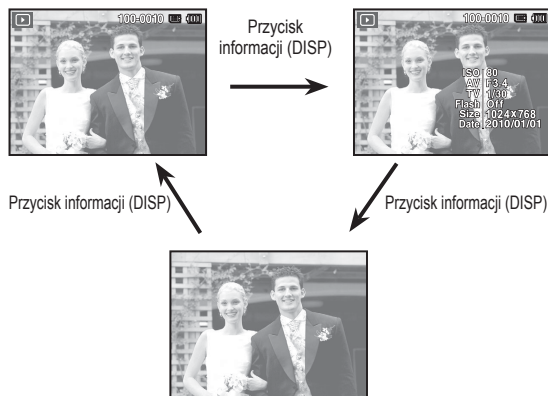 100-0010
Przycisk
informacji (DISP)
100-0010
ISO 80
AV F3.4
TV 1/30
Flash Off
Size 1024X768
Date 2010/01/01
Przycisk informacji (DISP)
Przycisk informacji (DISP)